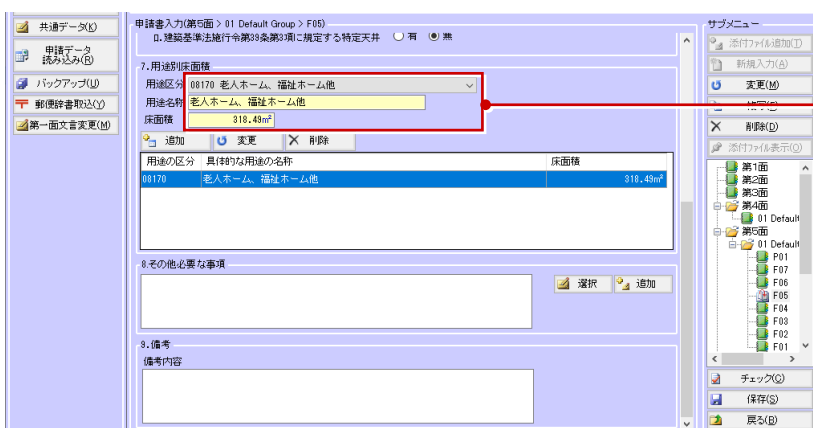 共通データ(K)
申請データ
読み込み(R)
バックアップ(U)
郵便辞書取込(Y)
第一面文言変更(M)
申請書入力(第5面 > 01 Default Group > F05)
ロ.建築基準法施行令第39条第3項に規定する特定天井 有 無
7.用途別床面積
用途区分 08170 老人ホーム、福祉ホーム他
用途名称 老人ホーム、福祉ホーム他
床面積 318.49㎡
追加 変更 削除
用途の区分 具体的な用途の名称 床面積
08170 老人ホーム、福祉ホーム他 318.49㎡
8.その他必要な事項
選択 追加
9.備考
備考内容
サブメニュー
添付ファイル追加(T)
新規入力(A)
変更(M)
削除(D)
添付ファイル表示(O)
第1面
第2面
第3面
第4面
01 Default
第5面
01 Default
P01
F07
F06
F05
F04
F03
F02
F01
チェック(C)
保存(S)
戻る(B)